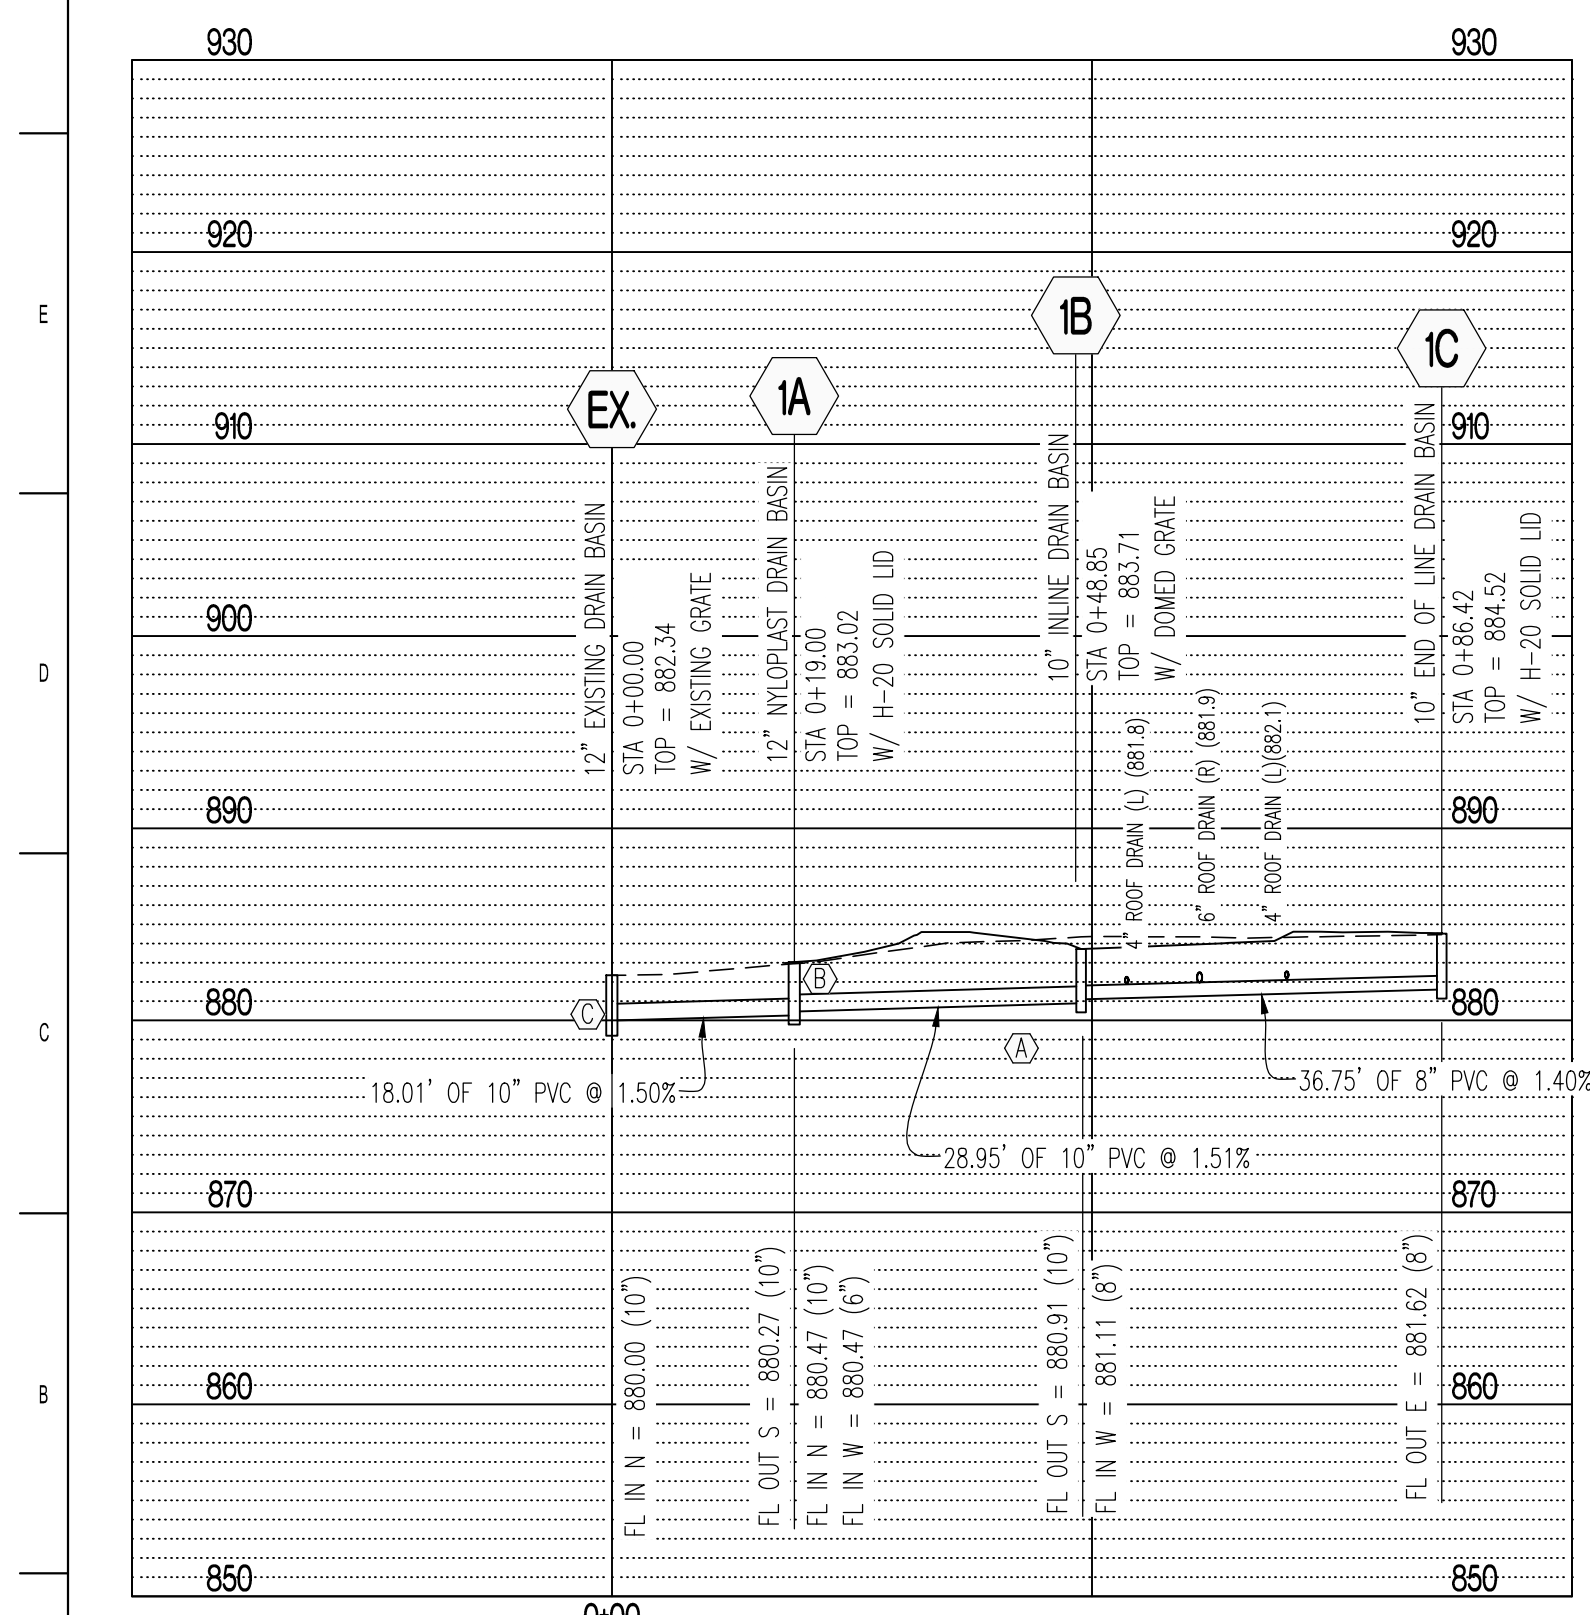 930
930
920
920
E
1B
1C
EX.
1A
910
910
12" EXISTING DRAIN BASIN
STA 0+00.00
TOP = 882.34
W/ EXISTING GRATE
12" NYLOPLAST DRAIN BASIN
STA 0+19.00
TOP = 883.02
W/ H-20 SOLID LID
10" INLINE DRAIN BASIN
STA 0+48.85
TOP = 883.71
W/ DOMED GRATE
10" END OF LINE DRAIN BASIN
STA 0+86.42
TOP = 884.52
W/ H-20 SOLID LID
900
D
4" ROOF DRAIN (L) (881.8)
6" ROOF DRAIN (R) (881.9)
4" ROOF DRAIN (L)(882.1)
890
890
B
880
880
C
C
A
18.01' OF 10" PVC @ 1.50%
36.75' OF 8" PVC @ 1.40%
28.95' OF 10" PVC @ 1.51%
870
870
FL IN N = 880.00 (10")
FL OUT S = 880.27 (10")
FL IN N = 880.47 (10")
FL IN W = 880.47 (6")
FL OUT S = 880.91 (10")
FL IN W = 881.11 (8")
FL OUT E = 881.62 (8")
860
860
B
850
850
0+00